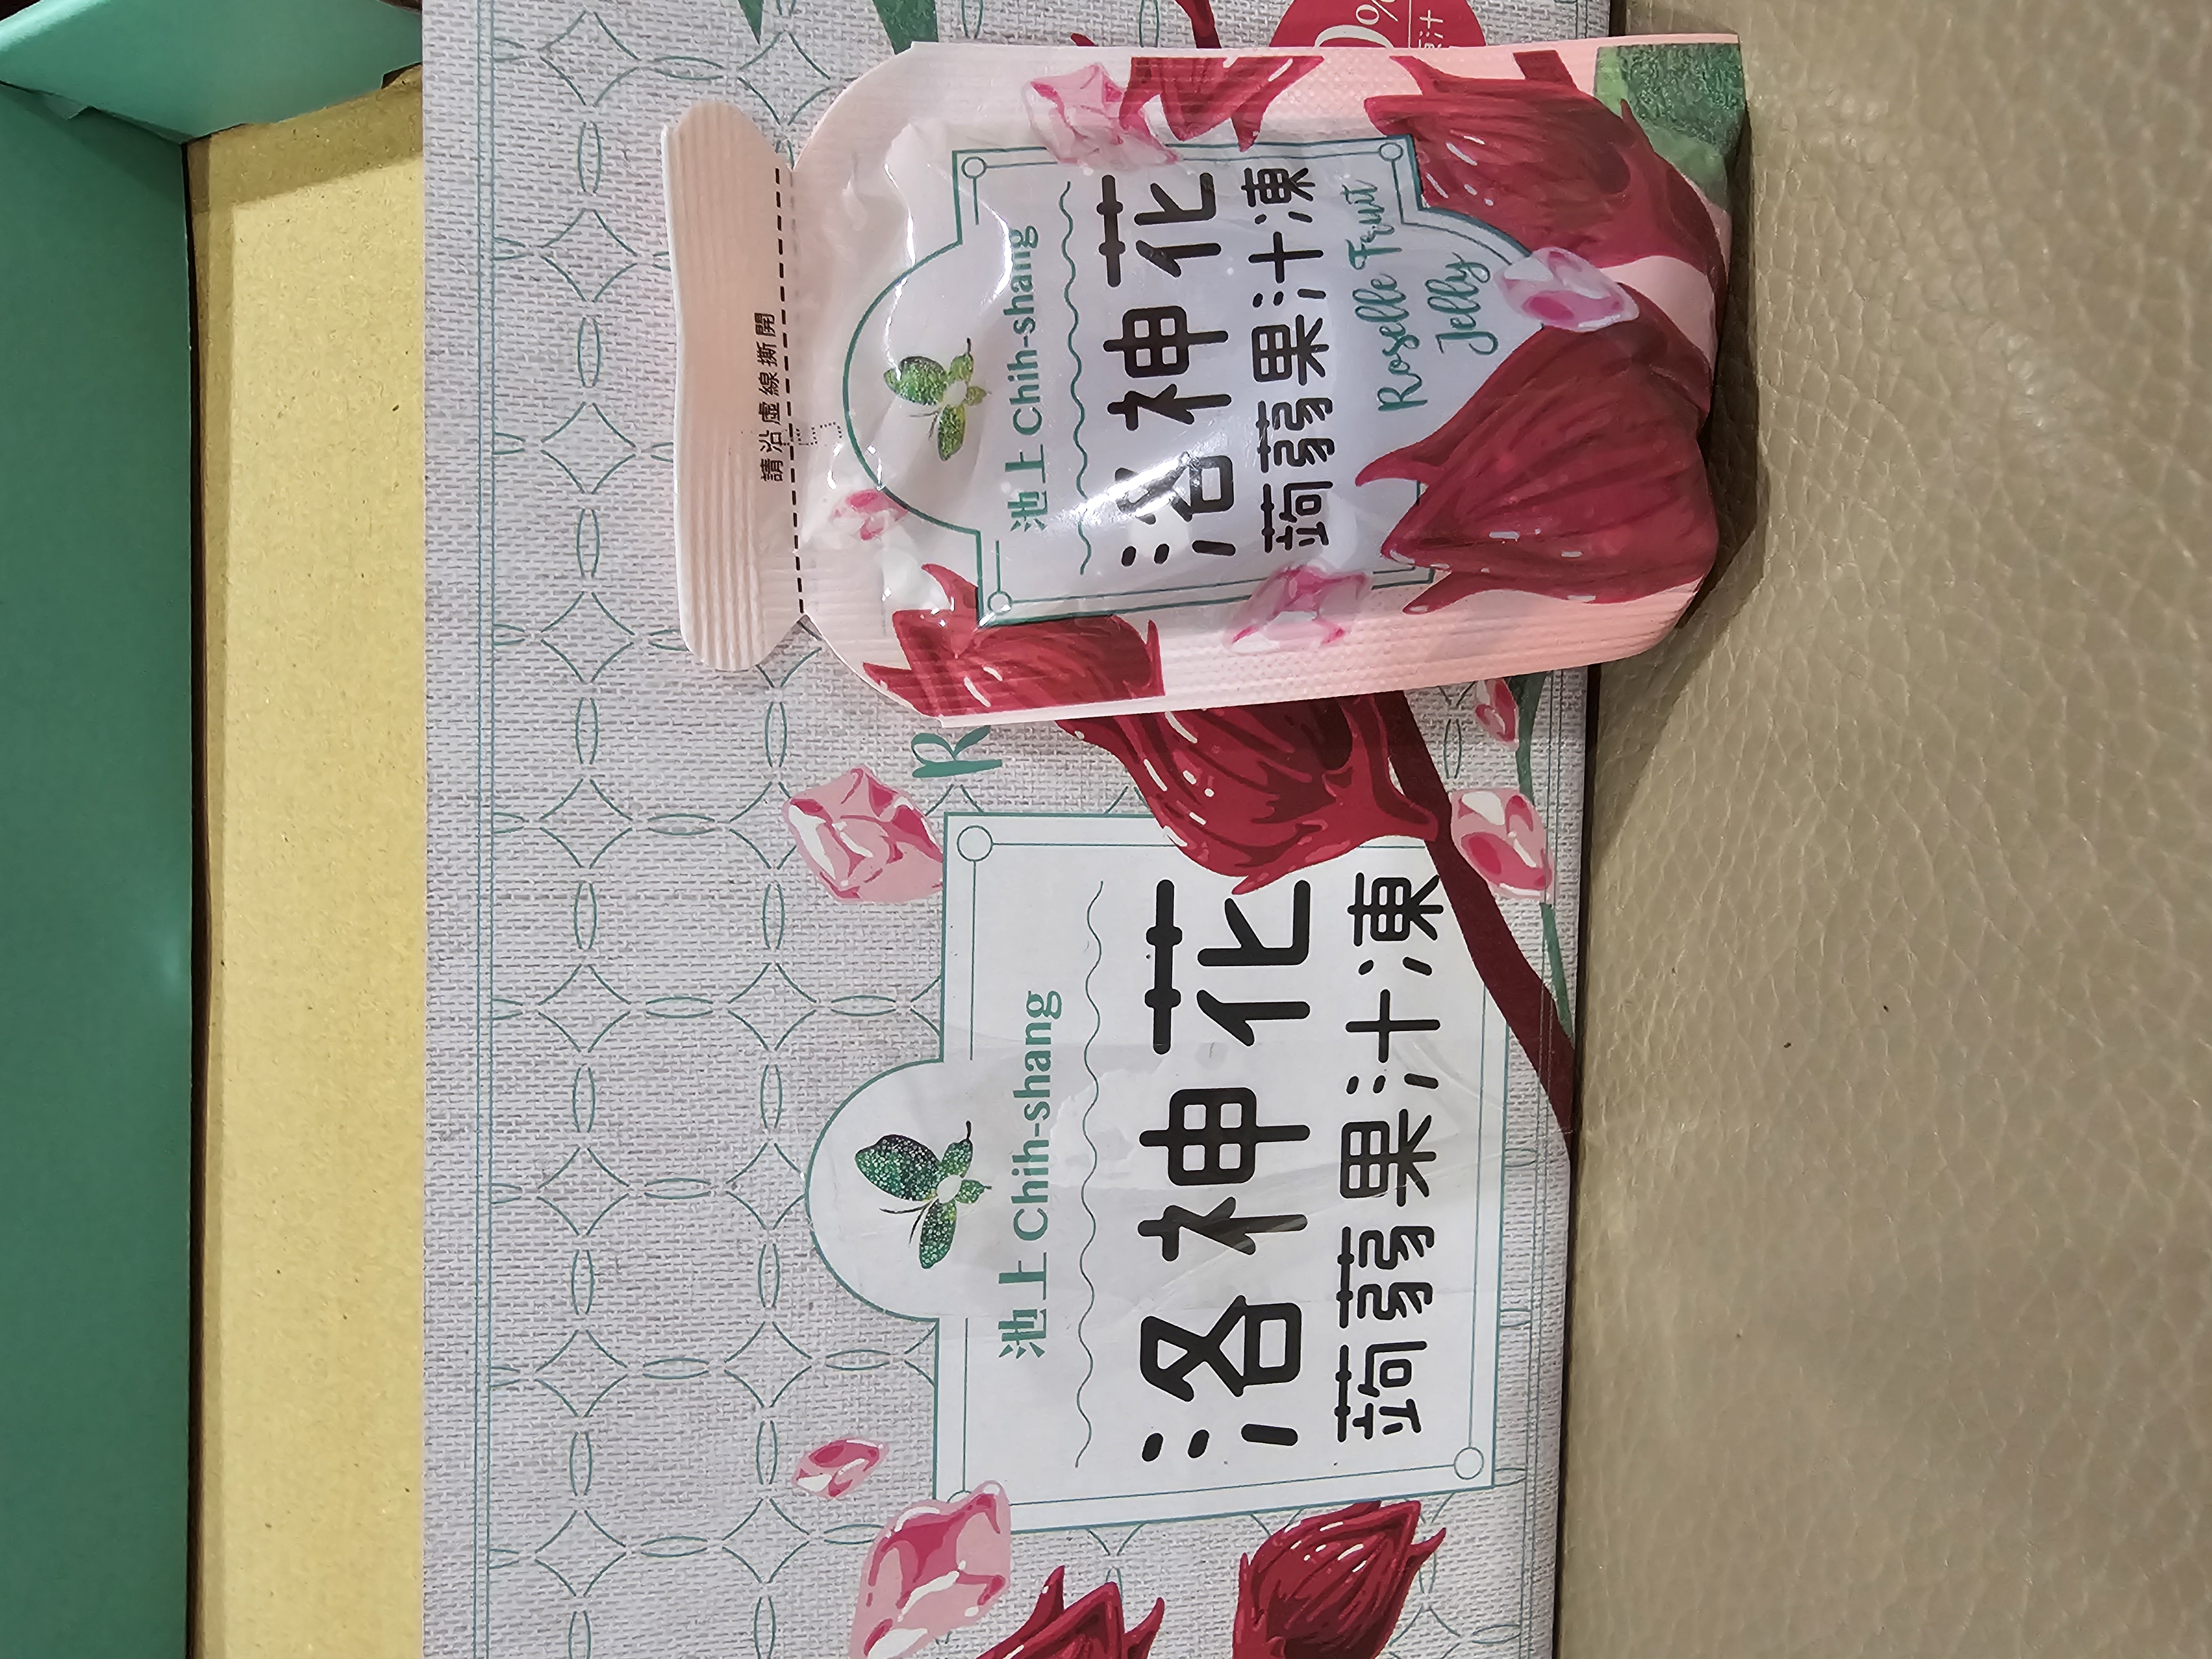 請沿虛線撕開
池上 Chih-shang
洛神花
蒟蒻果汁凍
Roselle Fruit
Jelly
池上 Chih-shang
洛神花
蒟蒻果汁凍
R